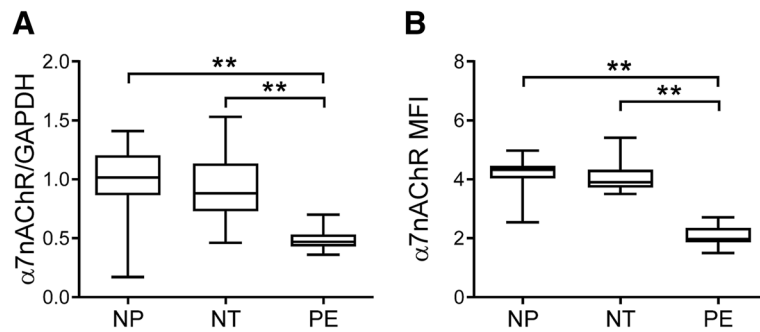 A
α7nAChR/GAPDH
2.0
1.5
1.0
0.5
0.0
**
**
NP NT PE
B
α7nAChR MFI
8
6
4
2
0
**
**
NP NT PE